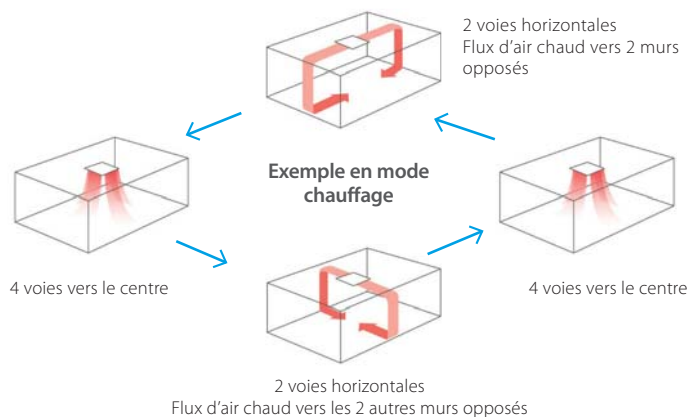 2 voies horizontales
Flux d'air chaud vers 2 murs
opposés
Exemple en mode
chauffage
4 voies vers le centre
4 voies vers le centre
2 voies horizontales
Flux d'air chaud vers les 2 autres murs opposés